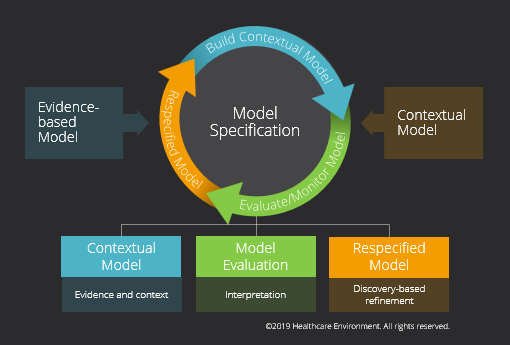 Build Contextual Model
Evidence-
based
Model
Model
Specification
Contextual
Model
Respecified Model
Evaluate/Monitor Model
Contextual
Model
Evidence and context
Model
Evaluation
Interpretation
Respecified
Model
Discovery-based
refinement
©2019 Healthcare Environment. All rights reserved.